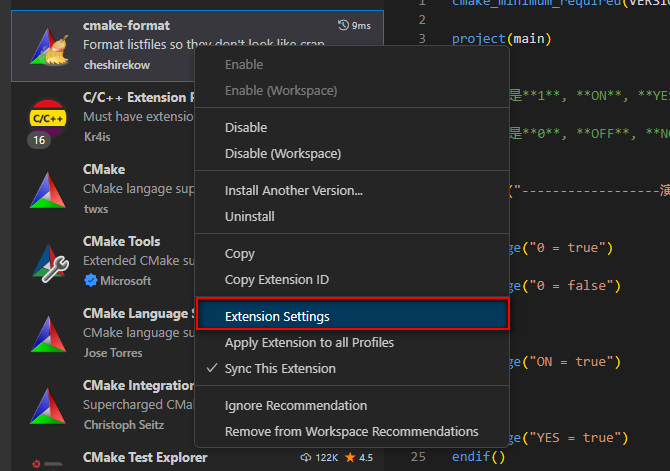 cmake-format
9ms
Format listfiles so they don't look like crap
cheshirekow
C/C++ Extension P
Must have extensio
Kr4is
16
CMake
CMake langage sup
twxs
CMake Tools
Extended CMake su
Microsoft
CMake Language S
Jose Torres
CMake Integration
Supercharged CMa
Christoph Seitz
CMake Test Explorer
122K
4.5
Enable
Enable (Workspace)
Disable
Disable (Workspace)
Install Another Version...
Uninstall
Copy
Copy Extension ID
Extension Settings
Apply Extension to all Profiles
Sync This Extension
Ignore Recommendation
Remove from Workspace Recommendations
1
cmake_minimum_required(VERSI
2
3
project(main)
4
是**1**, **ON**, **YES
是**0**, **OFF**, **NO
("------------------演
ge("0 = true")
ge("0 = false")
ge("ON = true")
ge("YES = true")
25
endif()